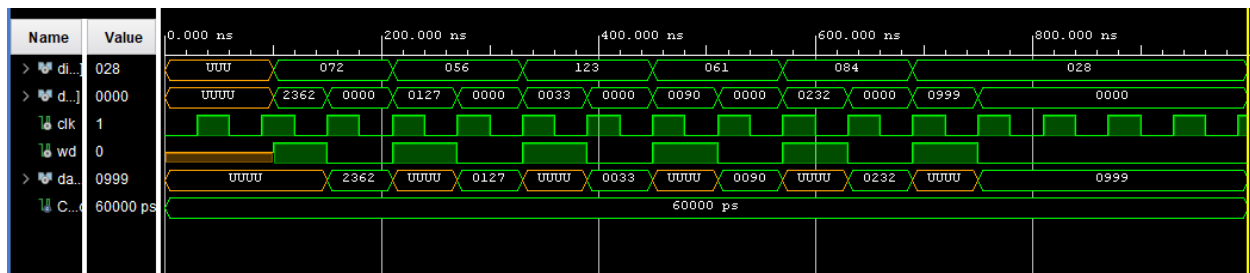 Name Value 0.000 ns 200.000 ns 400.000 ns 600.000 ns 800.000 ns
> di...] 028 UUU 072 056 123 061 084 028
> d...] 0000 UUUU 2362 0000 0127 0000 0033 0000 0090 0000 0232 0000 0999 0000
clk 1
wd 0
> da.. 0999 UUUU 2362 UUUU 0127 UUUU 0033 UUUU 0090 UUUU 0232 UUUU 0999
C...d 60000 ps 60000 ps